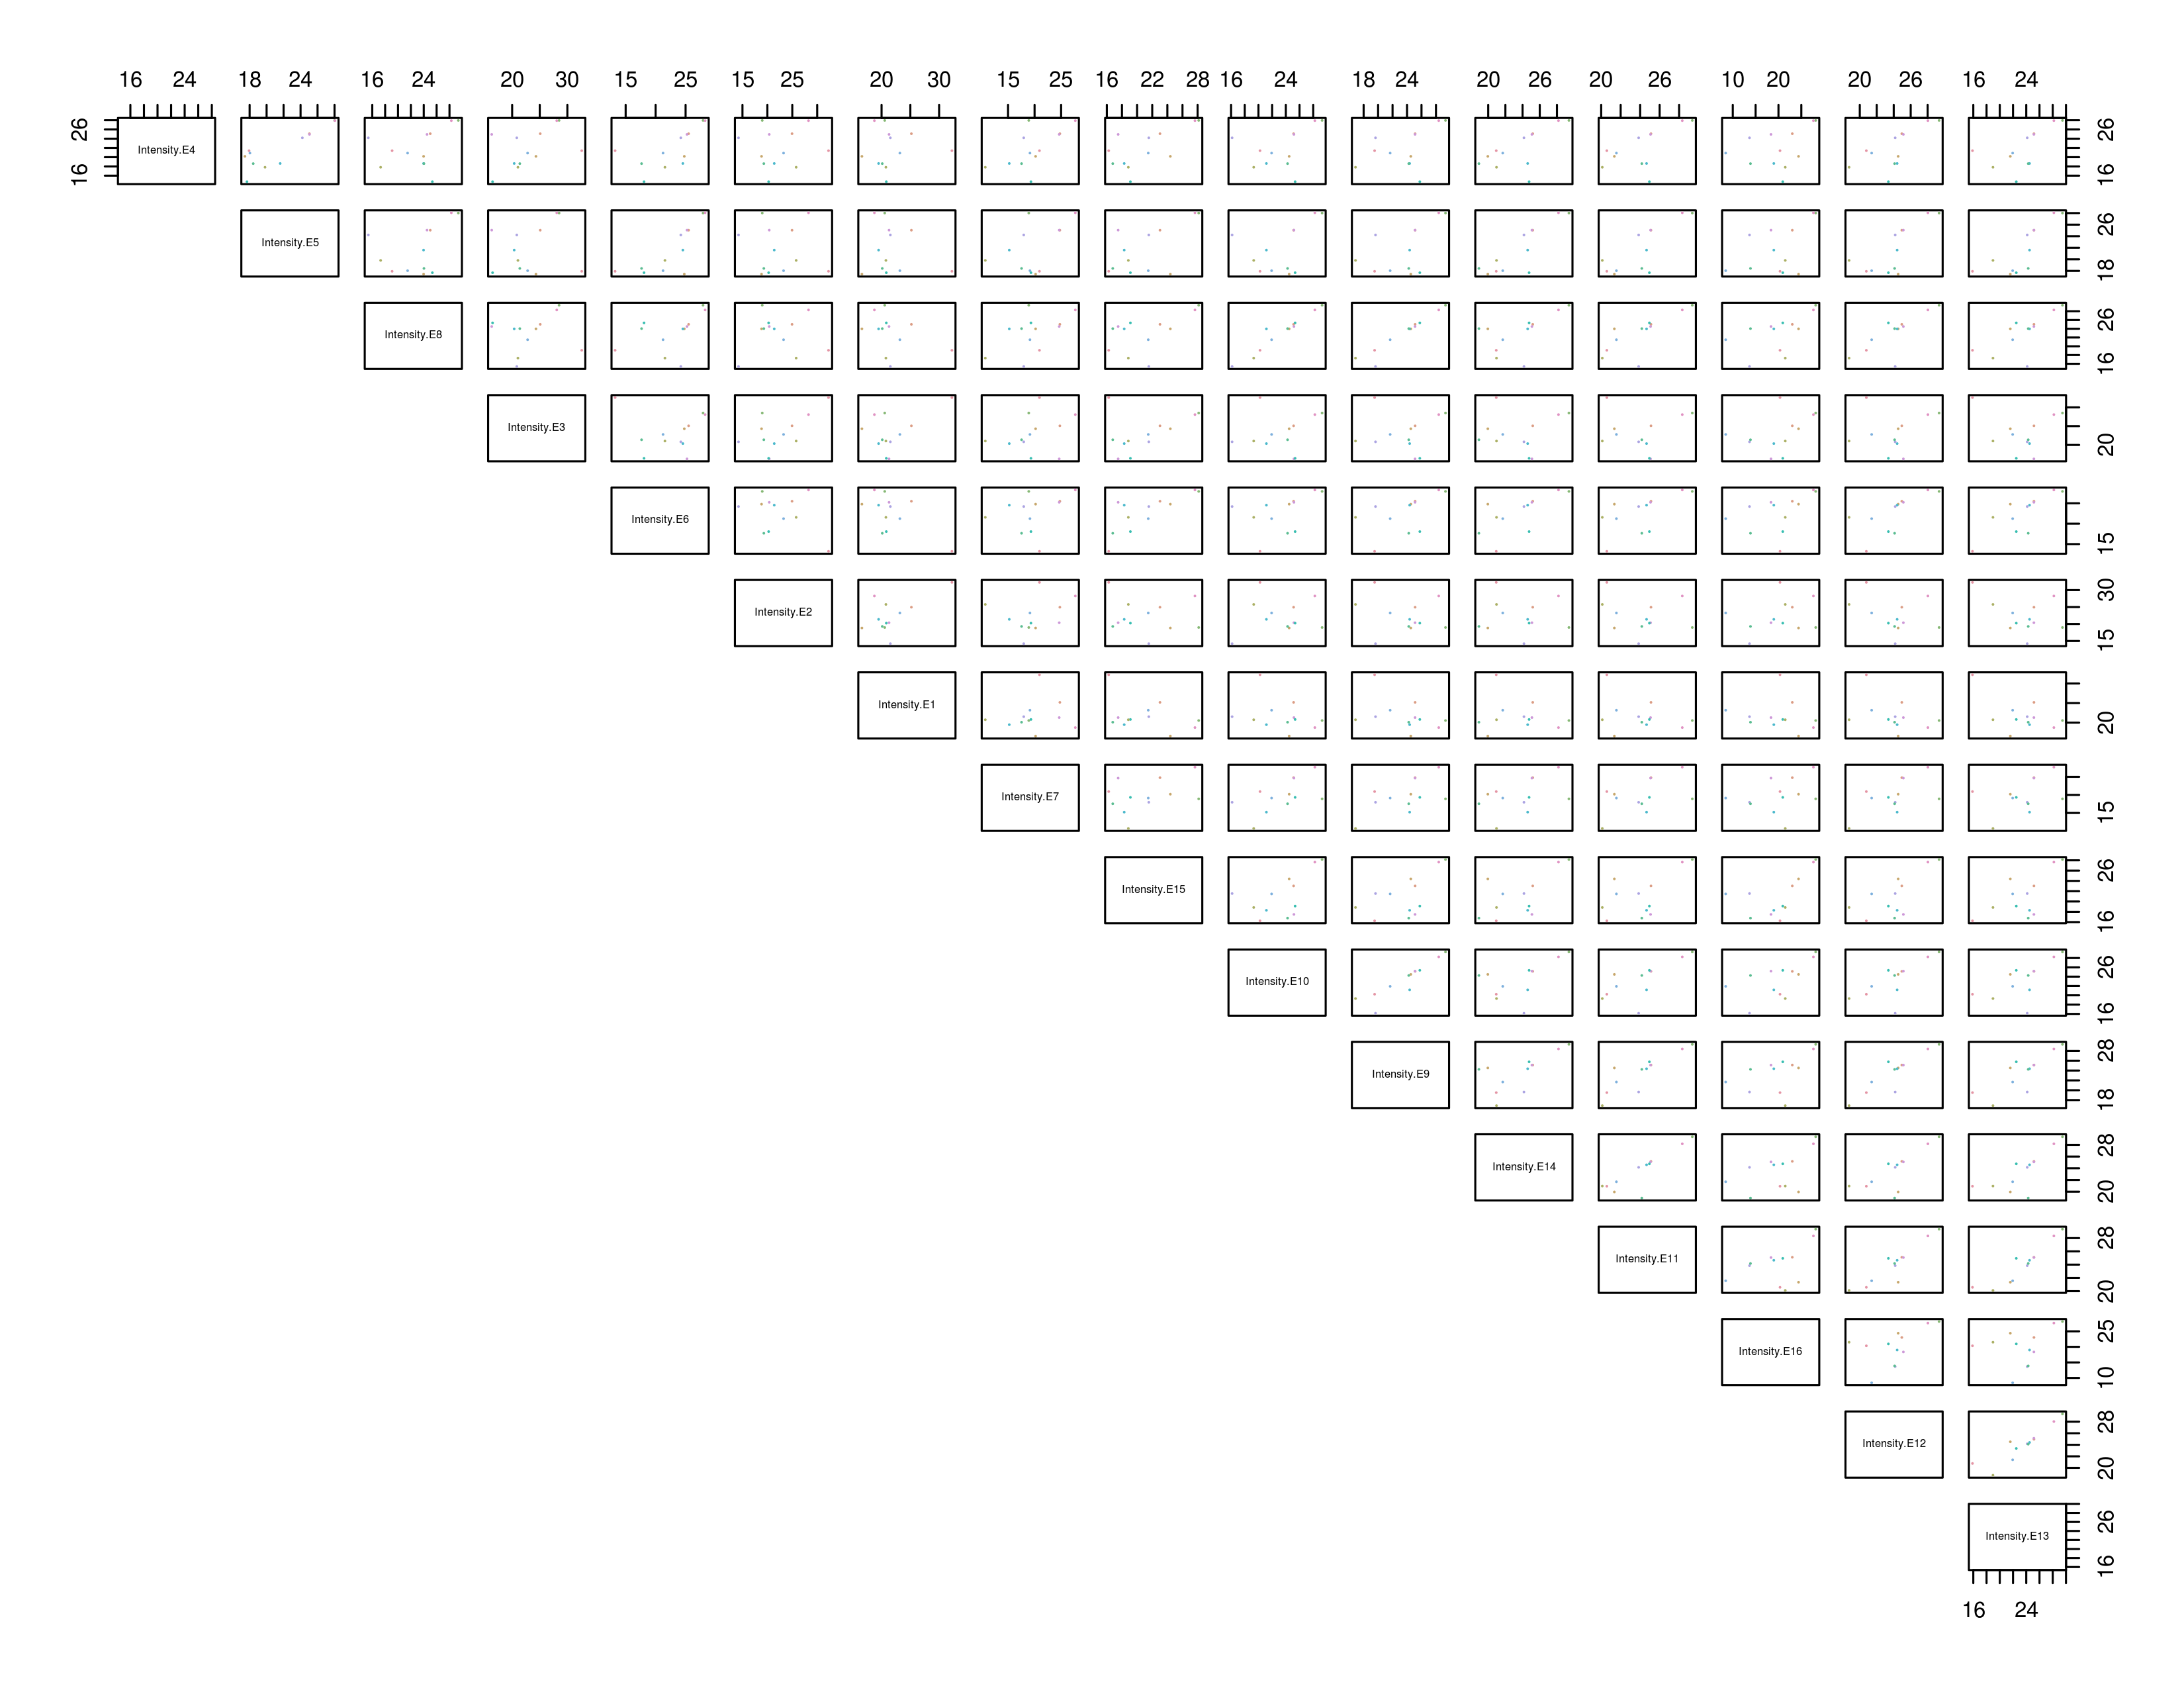 16 24 18 24 16 24 20 30 15 25 15 25 20 30 15 25 16 22 28 16 24 18 24 20 26 20 26 10 20 20 26 16 24
16 26 Intensity.E4 16 26
Intensity.E5 18 26
Intensity.E8 16 26
Intensity.E3 20
Intensity.E6 15
Intensity.E2 15 30
Intensity.E1 20
Intensity.E7 15
Intensity.E15 16 26
Intensity.E10 16 26
Intensity.E9 18 28
Intensity.E14 20 28
Intensity.E11 20 28
Intensity.E16 10 25
Intensity.E12 20 28
Intensity.E13 16 26
16 24